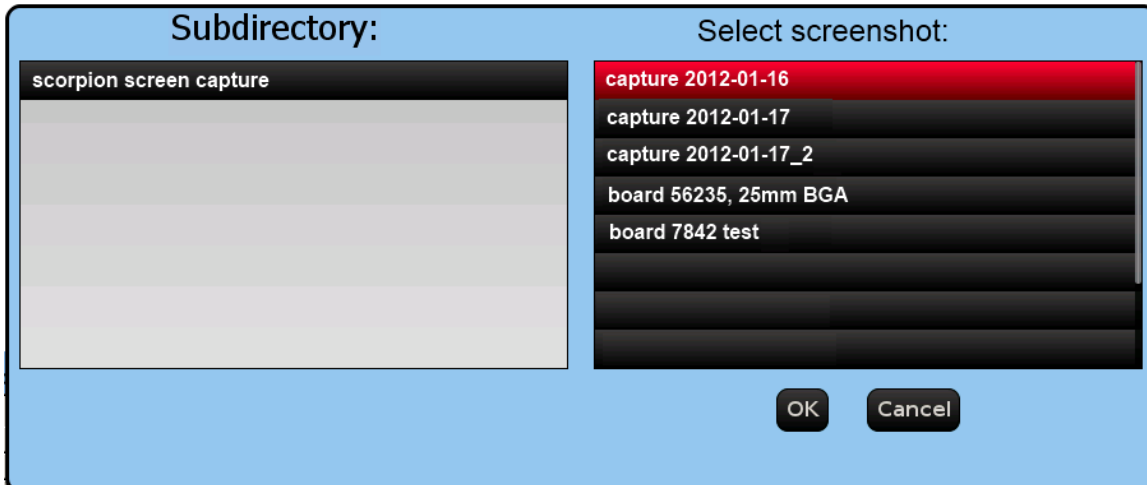 Subdirectory:
scorpion screen capture
Select screenshot:
capture 2012-01-16
capture 2012-01-17
capture 2012-01-17_2
board 56235, 25mm BGA
board 7842 test
OK
Cancel